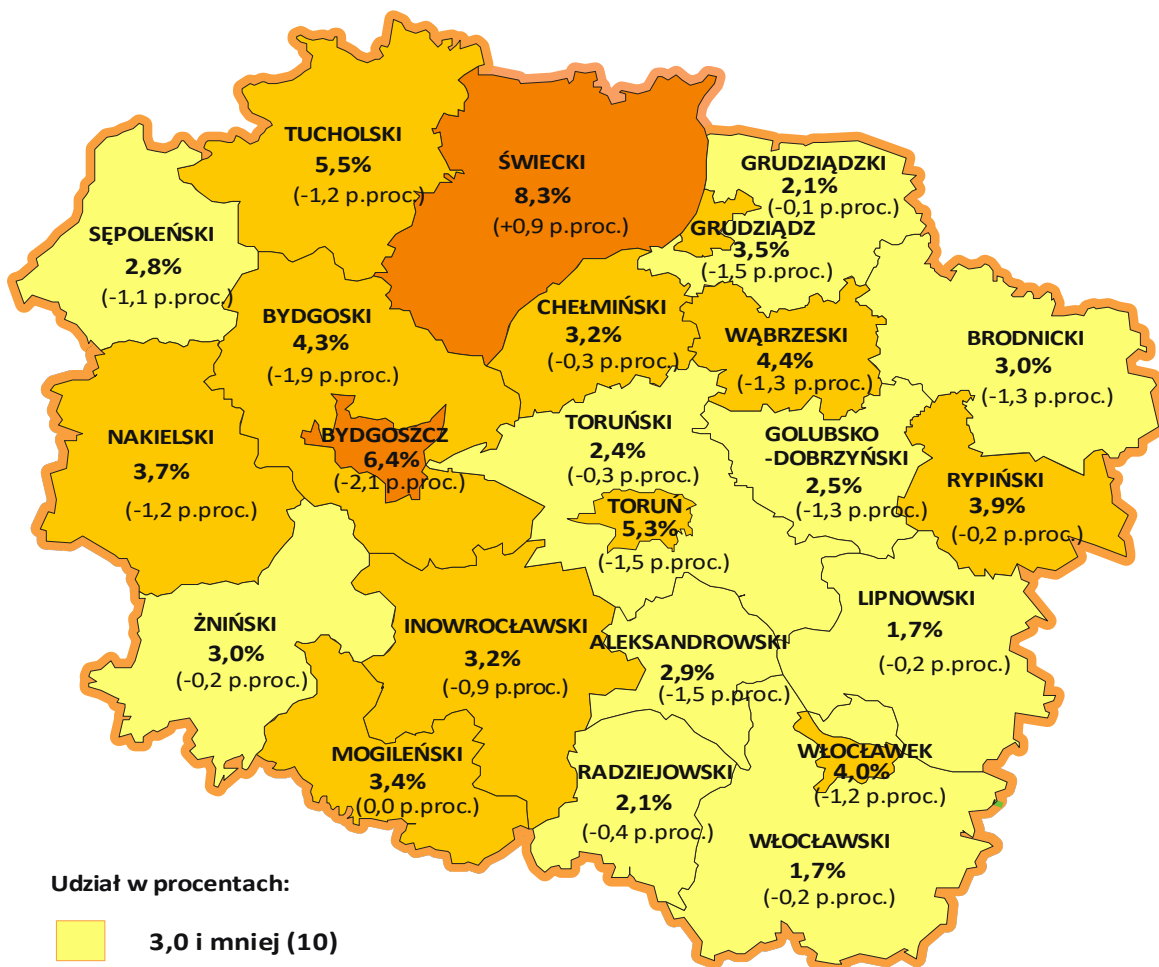 TUCHOLSKI
5,5%
(-1,2 p.proc.)
ŚWIECKI
8,3%
(+0,9 p.proc.)
GRUDZIĄDZKI
2,1%
(-0,1 p.proc.)
GRUDZIĄDZ
3,5%
(-1,5 p.proc.)
SĘPOLEŃSKI
2,8%
(-1,1 p.proc.)
BYDGOSKI
4,3%
(-1,9 p.proc.)
CHEŁMIŃSKI
3,2%
(-0,3 p.proc.)
WĄBRZESKI
4,4%
(-1,3 p.proc.)
BRODNICKI
3,0%
(-1,3 p.proc.)
NAKIELSKI
3,7%
(-1,2 p.proc.)
BYDGOSZCZ
6,4%
(-2,1 p.proc.)
TORUŃSKI
2,4%
(-0,3 p.proc.)
TORUŃ
5,3%
(-1,5 p.proc.)
GOLUBSKO
-DOBRZYŃSKI
2,5%
(-1,3 p.proc.)
RYPIŃSKI
3,9%
(-0,2 p.proc.)
ŻNIŃSKI
3,0%
(-0,2 p.proc.)
INOWROCŁAWSKI
3,2%
(-0,9 p.proc.)
ALEKSANDROWSKI
2,9%
(-1,5 p.proc.)
LIPNOWSKI
1,7%
(-0,2 p.proc.)
MOGILEŃSKI
3,4%
(0,0 p.proc.)
RADZIEJOWSKI
2,1%
(-0,4 p.proc.)
WŁOCŁAWEK
4,0%
(-1,2 p.proc.)
WŁOCŁAWSKI
1,7%
(-0,2 p.proc.)
Udział w procentach:
3,0 i mniej (10)